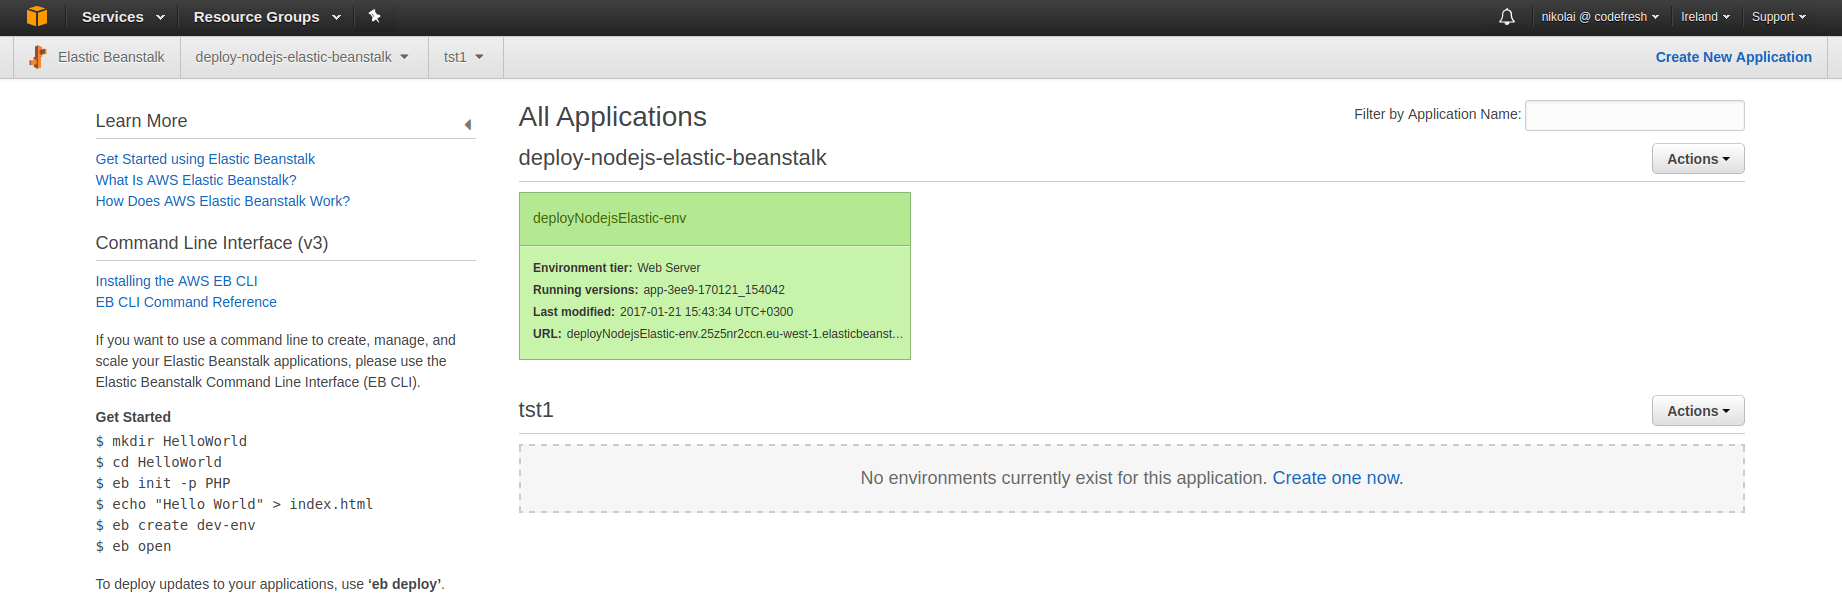 Services Resource Groups nikolai @ codefresh Ireland Support
Elastic Beanstalk deploy-nodejs-elastic-beanstalk tst1 Create New Application
Learn More
Get Started using Elastic Beanstalk
What Is AWS Elastic Beanstalk?
How Does AWS Elastic Beanstalk Work?
Command Line Interface (v3)
Installing the AWS EB CLI
EB CLI Command Reference
If you want to use a command line to create, manage, and
scale your Elastic Beanstalk applications, please use the
Elastic Beanstalk Command Line Interface (EB CLI).
Get Started
$ mkdir HelloWorld
$ cd HelloWorld
$ eb init -p PHP
$ echo "Hello World" > index.html
$ eb create dev-env
$ eb open
To deploy updates to your applications, use ‘eb deploy’.
All Applications
Filter by Application Name:
deploy-nodejs-elastic-beanstalk
Actions
deployNodejsElastic-env
Environment tier: Web Server
Running versions: app-3ee9-170121_154042
Last modified: 2017-01-21 15:43:34 UTC+0300
URL: deployNodejsElastic-env.25z5nr2ccn.eu-west-1.elasticbeanst...
tst1
Actions
No environments currently exist for this application. Create one now.